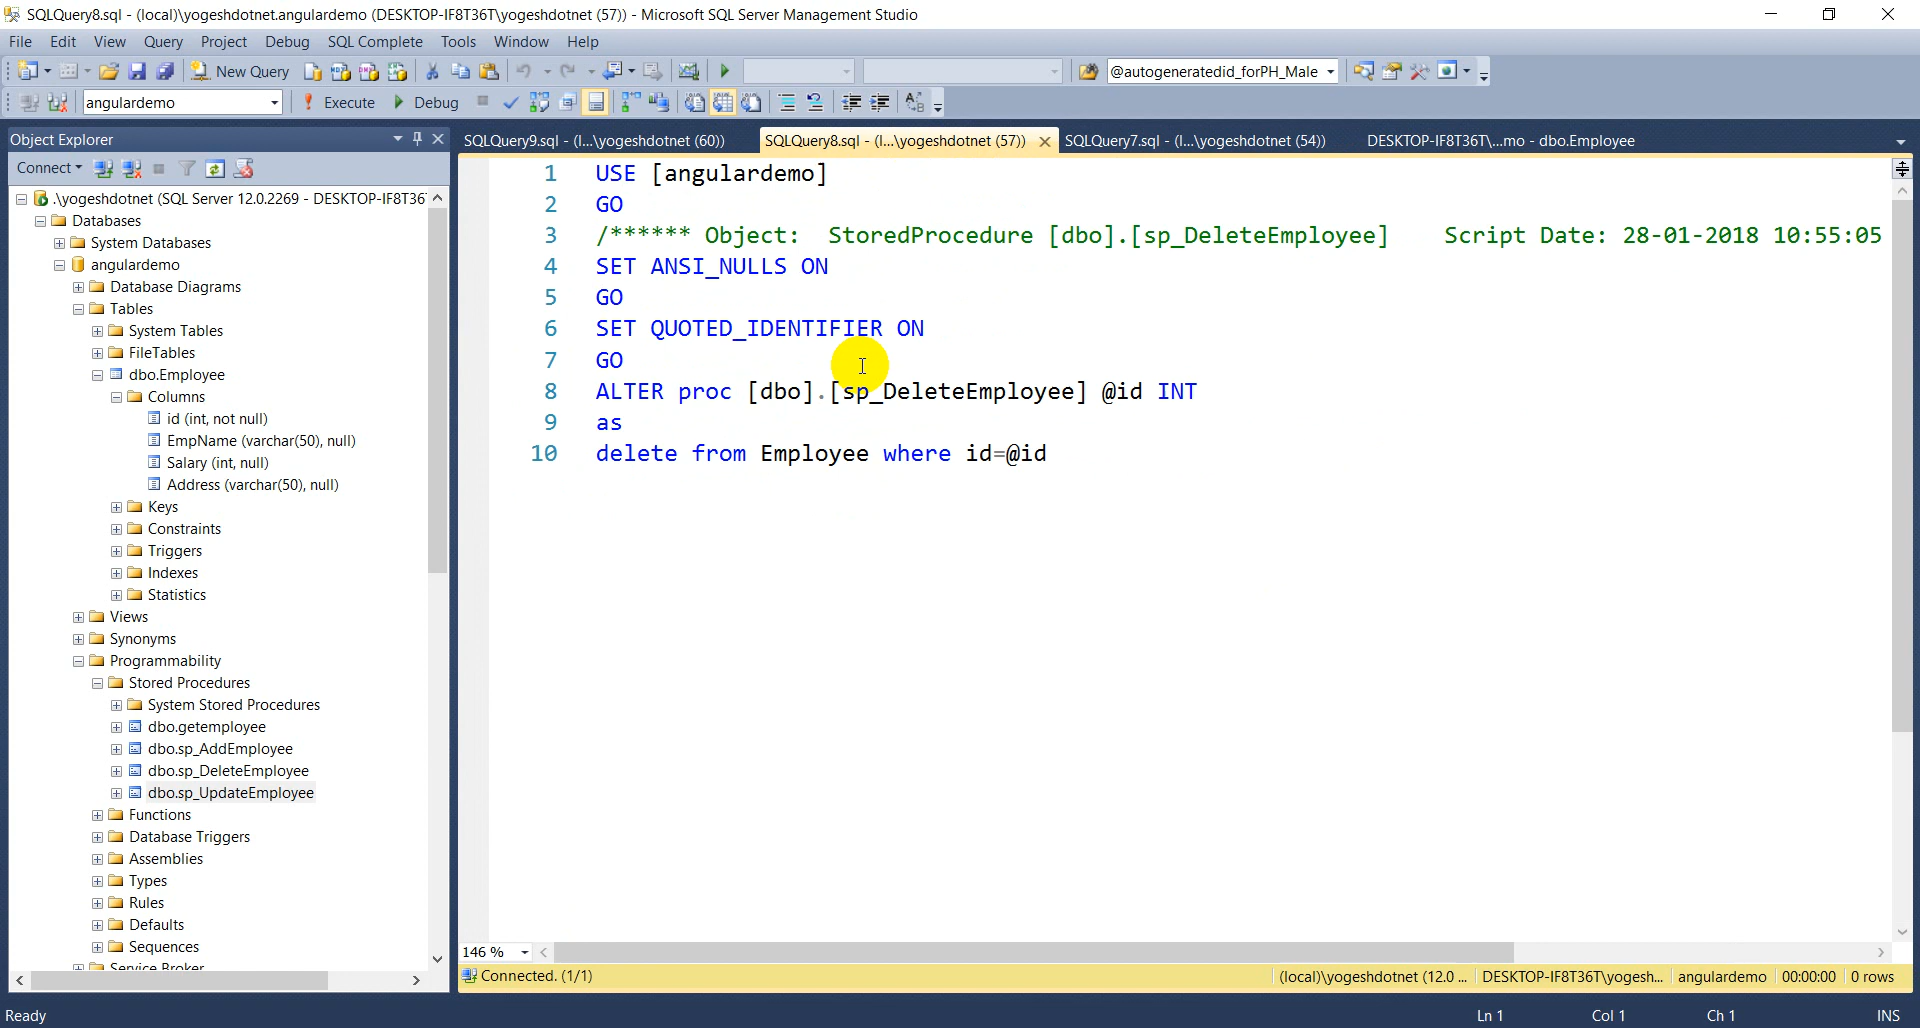 SQLQuery8.sql - (local)\yogeshdotnet.angulardemo (DESKTOP-IF8T36T\yogeshdotnet (57)) - Microsoft SQL Server Management Studio
File Edit View Query Project Debug SQL Complete Tools Window Help
New Query @autogeneratedid_forPH_Male
angulardemo Execute Debug
Object Explorer
Connect
.\yogeshdotnet (SQL Server 12.0.2269 - DESKTOP-IF8T36
Databases
System Databases
angulardemo
Database Diagrams
Tables
System Tables
FileTables
dbo.Employee
Columns
id (int, not null)
EmpName (varchar(50), null)
Salary (int, null)
Address (varchar(50), null)
Keys
Constraints
Triggers
Indexes
Statistics
Views
Synonyms
Programmability
Stored Procedures
System Stored Procedures
dbo.getemployee
dbo.sp_AddEmployee
dbo.sp_DeleteEmployee
dbo.sp_UpdateEmployee
Functions
Database Triggers
Assemblies
Types
Rules
Defaults
Sequences
Service Broker
SQLQuery9.sql - (l...\yogeshdotnet (60)) SQLQuery8.sql - (l...\yogeshdotnet (57)) SQLQuery7.sql - (l...\yogeshdotnet (54)) DESKTOP-IF8T36T\...mo - dbo.Employee
1 USE [angulardemo]
2 GO
3 /****** Object: StoredProcedure [dbo].[sp_DeleteEmployee] Script Date: 28-01-2018 10:55:05
4 SET ANSI_NULLS ON
5 GO
6 SET QUOTED_IDENTIFIER ON
7 GO
8 ALTER proc [dbo].[sp_DeleteEmployee] @id INT
9 as
10 delete from Employee where id=@id
146 %
Connected. (1/1) (local)\yogeshdotnet (12.0 ... DESKTOP-IF8T36T\yogesh... angulardemo 00:00:00 0 rows
Ready Ln 1 Col 1 Ch 1 INS